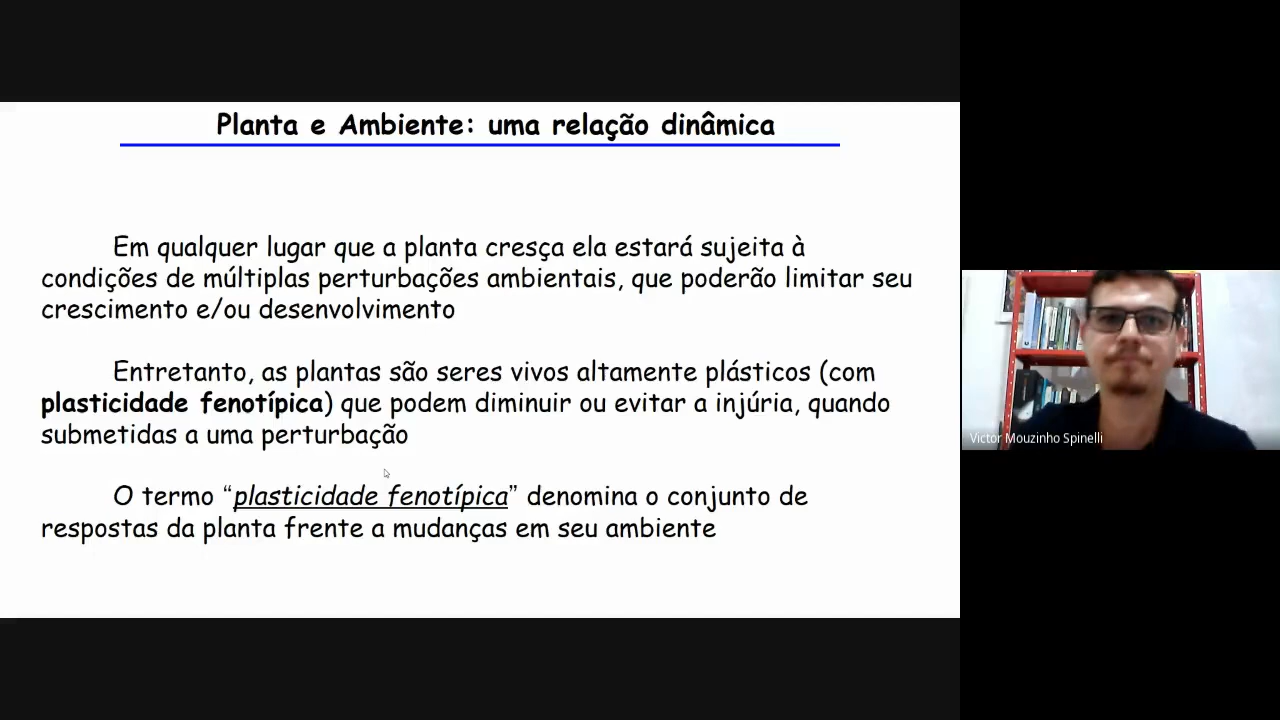 Planta e Ambiente: uma relação dinâmica
Em qualquer lugar que a planta cresça ela estará sujeita à
condições de múltiplas perturbações ambientais, que poderão limitar seu
crescimento e/ou desenvolvimento
Entretanto, as plantas são seres vivos altamente plásticos (com
plasticidade fenotípica) que podem diminuir ou evitar a injúria, quando
submetidas a uma perturbação
O termo “plasticidade fenotípica” denomina o conjunto de
respostas da planta frente a mudanças em seu ambiente
Victor Mouzinho Spinelli